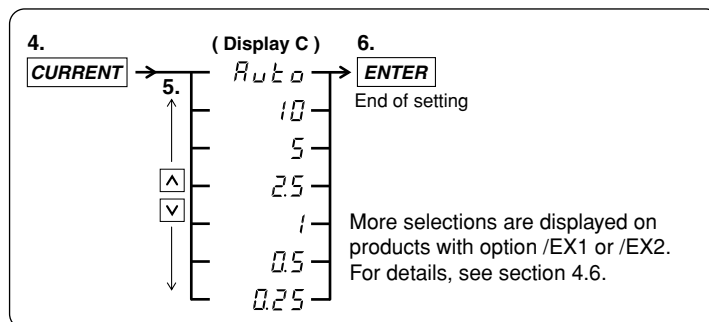 4. ( Display C ) 6.
CURRENT Auto ENTER
5. End of setting
10
5
2.5
1 More selections are displayed on
products with option /EX1 or /EX2.
0.5 For details, see section 4.6.
0.25